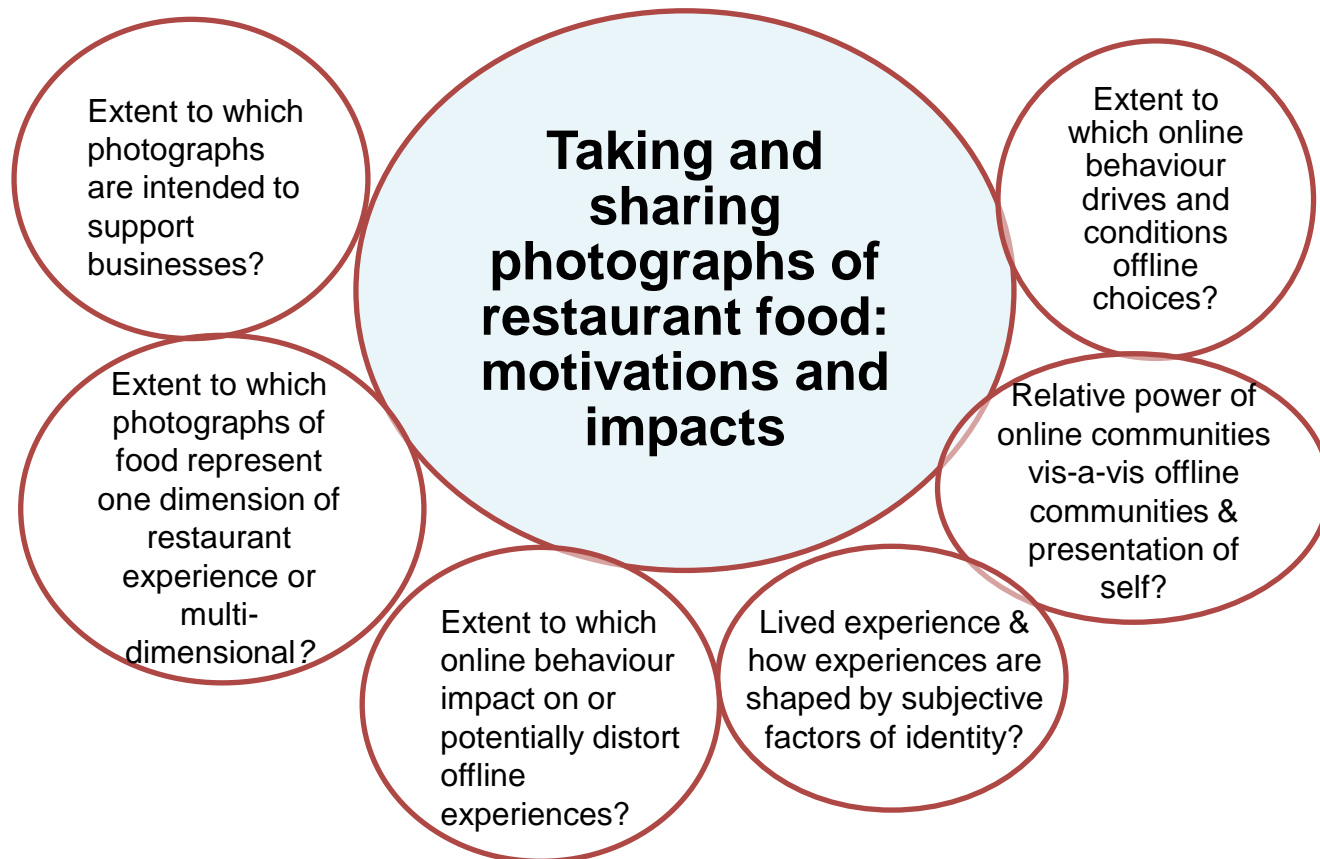 Extent to which
photographs
are intended to
support
businesses?
Taking and
sharing
photographs of
restaurant food:
motivations and
impacts
Extent to
which online
behaviour
drives and
conditions
offline
choices?
Extent to which
photographs of
food represent
one dimension of
restaurant
experience or
multi-
dimensional?
Relative power of
online communities
vis-a-vis offline
communities &
presentation of
self?
Extent to which
online behaviour
impact on or
potentially distort
offline
experiences?
Lived experience &
how experiences are
shaped by subjective
factors of identity?